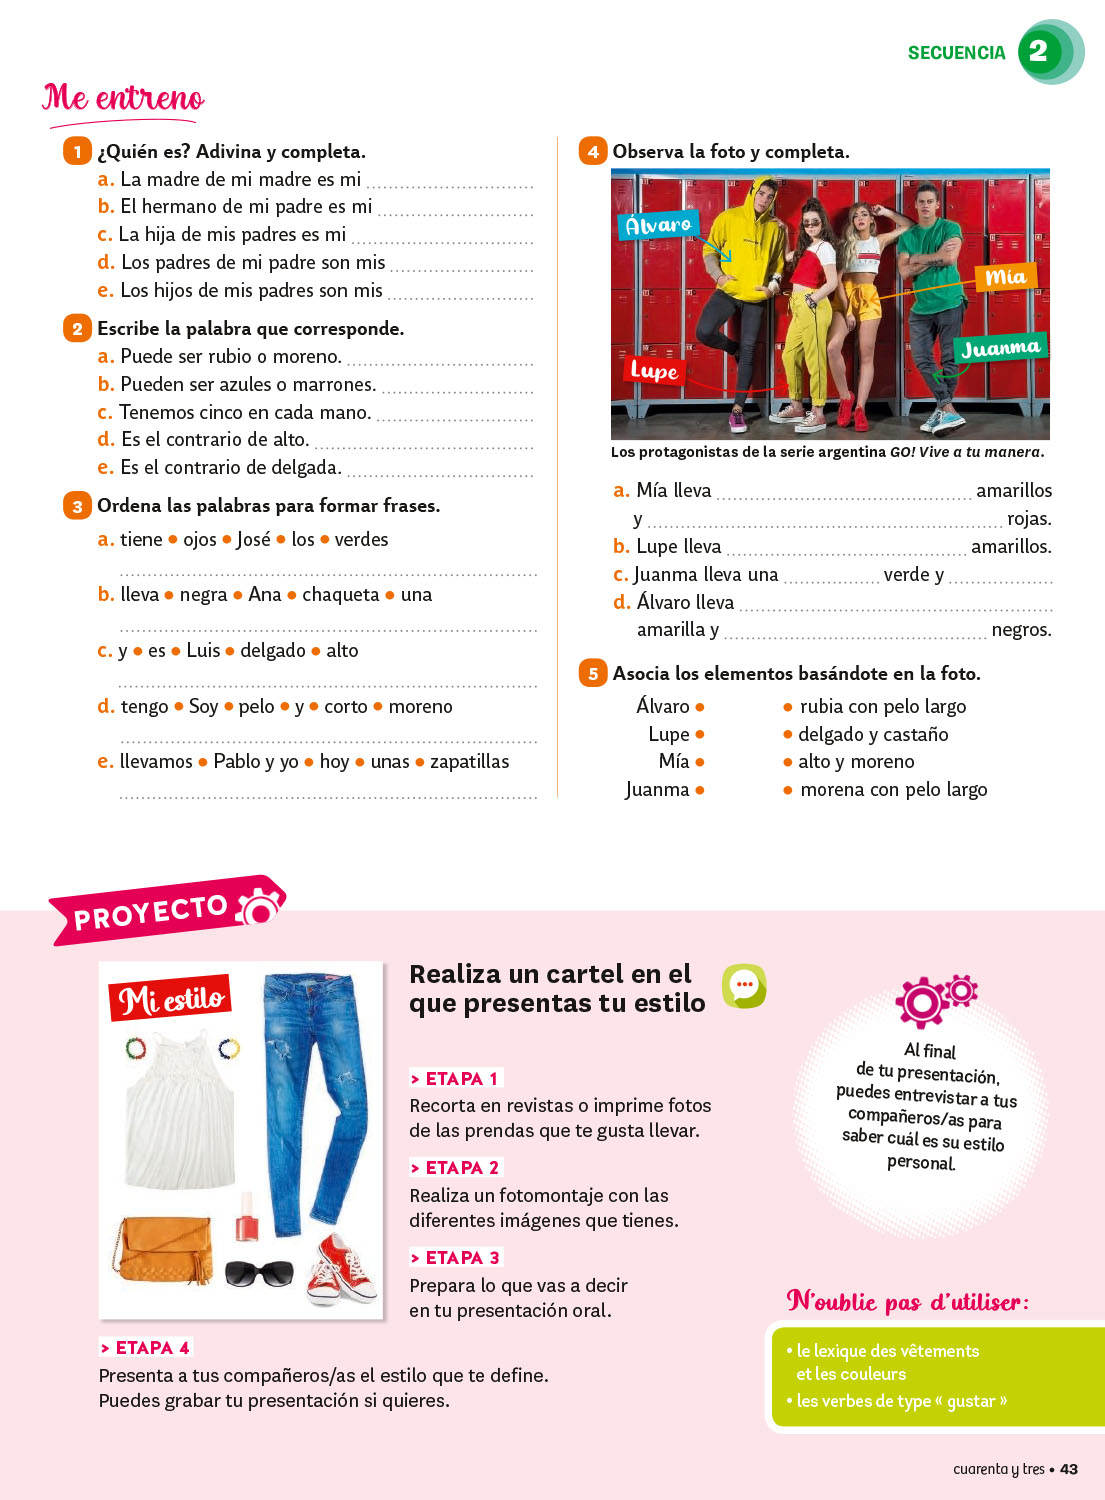 SECUENCIA 2
Me entreno
1 ¿Quién es? Adivina y completa.
a. La madre de mi madre es mi
b. El hermano de mi padre es mi
c. La hija de mis padres es mi
d. Los padres de mi padre son mis
e. Los hijos de mis padres son mis
2 Escribe la palabra que corresponde.
a. Puede ser rubio o moreno.
b. Pueden ser azules o marrones.
c. Tenemos cinco en cada mano.
d. Es el contrario de alto.
e. Es el contrario de delgada.
3 Ordena las palabras para formar frases.
a. tiene • ojos • José • los • verdes
b. lleva • negra • Ana • chaqueta • una
c. y • es • Luis • delgado • alto
d. tengo • Soy • pelo • y • corto • moreno
e. llevamos • Pablo y yo • hoy • unas • zapatillas
4 Observa la foto y completa.
Álvaro
Mía
Juanma
Lupe
Los protagonistas de la serie argentina GO! Vive a tu manera.
a. Mía lleva amarillos
y rojas.
b. Lupe lleva amarillos.
c. Juanma lleva una verde y
d. Álvaro lleva
amarilla y negros.
5 Asocia los elementos basándote en la foto.
Álvaro • • rubia con pelo largo
Lupe • • delgado y castaño
Mía • • alto y moreno
Juanma • • morena con pelo largo
PROYECTO
Mi estilo
Realiza un cartel en el
que presentas tu estilo
> ETAPA 1
Recorta en revistas o imprime fotos
de las prendas que te gusta llevar.
> ETAPA 2
Realiza un fotomontaje con las
diferentes imágenes que tienes.
> ETAPA 3
Prepara lo que vas a decir
en tu presentación oral.
> ETAPA 4
Presenta a tus compañeros/as el estilo que te define.
Puedes grabar tu presentación si quieres.
Al final
de tu presentación,
puedes entrevistar a tus
compañeros/as para
saber cuál es su estilo
personal.
N'oublie pas d'utiliser:
• le lexique des vêtements
et les couleurs
• les verbes de type « gustar »
cuarenta y tres • 43